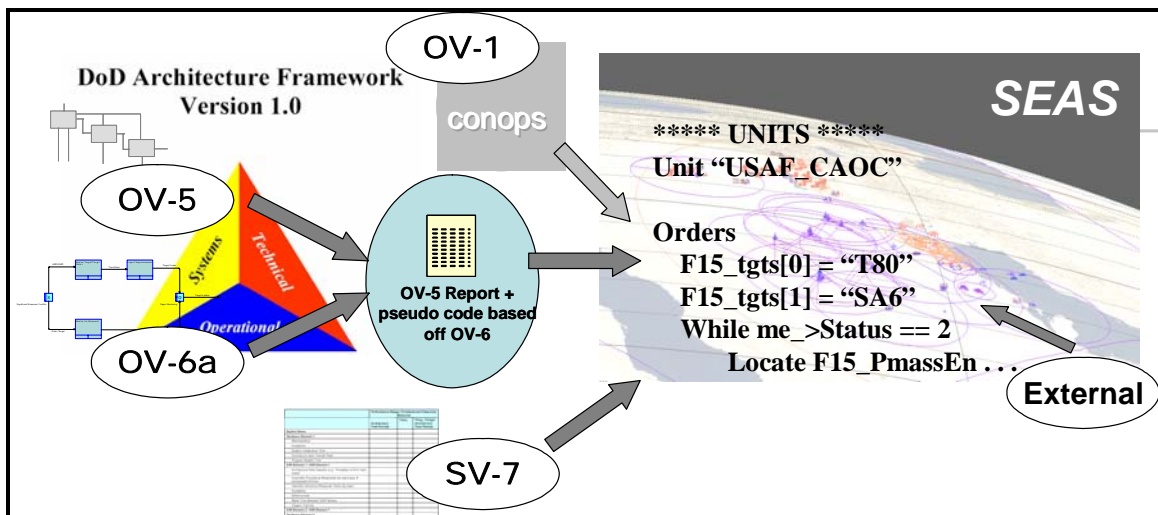 OV-1
DoD Architecture Framework
Version 1.0
conops
SEAS
***** UNITS *****
Unit “USAF_CAOC”
OV-5
Systems
Technical
Operational
OV-5 Report +
pseudo code based
off OV-6
Orders
F15_tgts[0] = “T80”
F15_tgts[1] = “SA6”
While me_>Status == 2
Locate F15_PmassEn . . .
OV-6a
External
SV-7